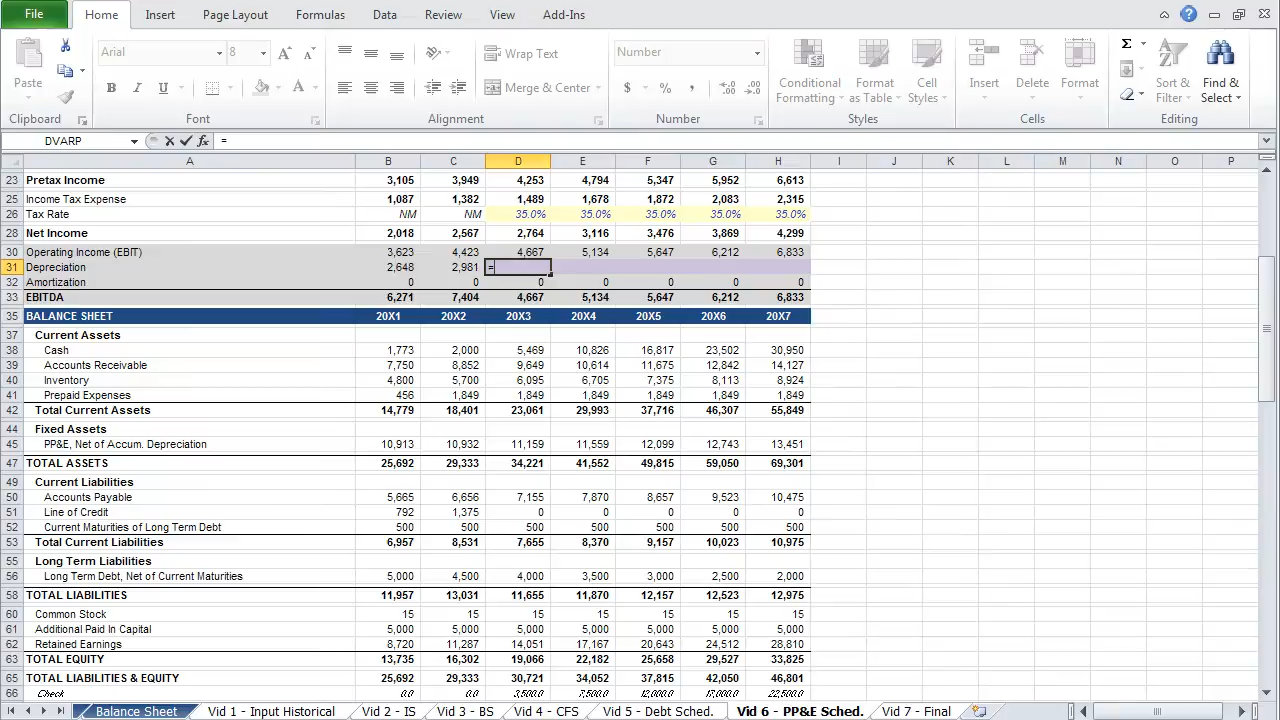 File Home Insert Page Layout Formulas Data Review View Add-Ins
Arial 8 Wrap Text Number
Paste B I U Merge & Center $ % , Conditional Formatting Format as Table Cell Styles Insert Delete Format Σ Sort & Filter Find & Select
Clipboard Font Alignment Number Styles Cells Editing
DVARP fx =
A B C D E F G H I J K L M N O P
23 Pretax Income 3,105 3,949 4,253 4,794 5,347 5,952 6,613
25 Income Tax Expense 1,087 1,382 1,489 1,678 1,872 2,083 2,315
26 Tax Rate NM NM 35.0% 35.0% 35.0% 35.0% 35.0%
28 Net Income 2,018 2,567 2,764 3,116 3,476 3,869 4,299
30 Operating Income (EBIT) 3,623 4,423 4,667 5,134 5,647 6,212 6,833
31 Depreciation 2,648 2,981 =
32 Amortization 0 0 0 0 0 0 0
33 EBITDA 6,271 7,404 4,667 5,134 5,647 6,212 6,833
35 BALANCE SHEET 20X1 20X2 20X3 20X4 20X5 20X6 20X7
37 Current Assets
38 Cash 1,773 2,000 5,469 10,826 16,817 23,502 30,950
39 Accounts Receivable 7,750 8,852 9,649 10,614 11,675 12,842 14,127
40 Inventory 4,800 5,700 6,095 6,705 7,375 8,113 8,924
41 Prepaid Expenses 456 1,849 1,849 1,849 1,849 1,849 1,849
42 Total Current Assets 14,779 18,401 23,061 29,993 37,716 46,307 55,849
44 Fixed Assets
45 PP&E, Net of Accum. Depreciation 10,913 10,932 11,159 11,559 12,099 12,743 13,451
47 TOTAL ASSETS 25,692 29,333 34,221 41,552 49,815 59,050 69,301
49 Current Liabilities
50 Accounts Payable 5,665 6,656 7,155 7,870 8,657 9,523 10,475
51 Line of Credit 792 1,375 0 0 0 0 0
52 Current Maturities of Long Term Debt 500 500 500 500 500 500 500
53 Total Current Liabilities 6,957 8,531 7,655 8,370 9,157 10,023 10,975
55 Long Term Liabilities
56 Long Term Debt, Net of Current Maturities 5,000 4,500 4,000 3,500 3,000 2,500 2,000
58 TOTAL LIABILITIES 11,957 13,031 11,655 11,870 12,157 12,523 12,975
60 Common Stock 15 15 15 15 15 15 15
61 Additional Paid In Capital 5,000 5,000 5,000 5,000 5,000 5,000 5,000
62 Retained Earnings 8,720 11,287 14,051 17,167 20,643 24,512 28,810
63 TOTAL EQUITY 13,735 16,302 19,066 22,182 25,658 29,527 33,825
65 TOTAL LIABILITIES & EQUITY 25,692 29,333 30,721 34,052 37,815 42,050 46,801
66 Check 0.0 0.0 3,500.0 7,500.0 12,000.0 17,000.0 22,500.0
Balance Sheet Vid 1 - Input Historical Vid 2 - IS Vid 3 - BS Vid 4 - CFS Vid 5 - Debt Sched. Vid 6 - PP&E Sched. Vid 7 - Final